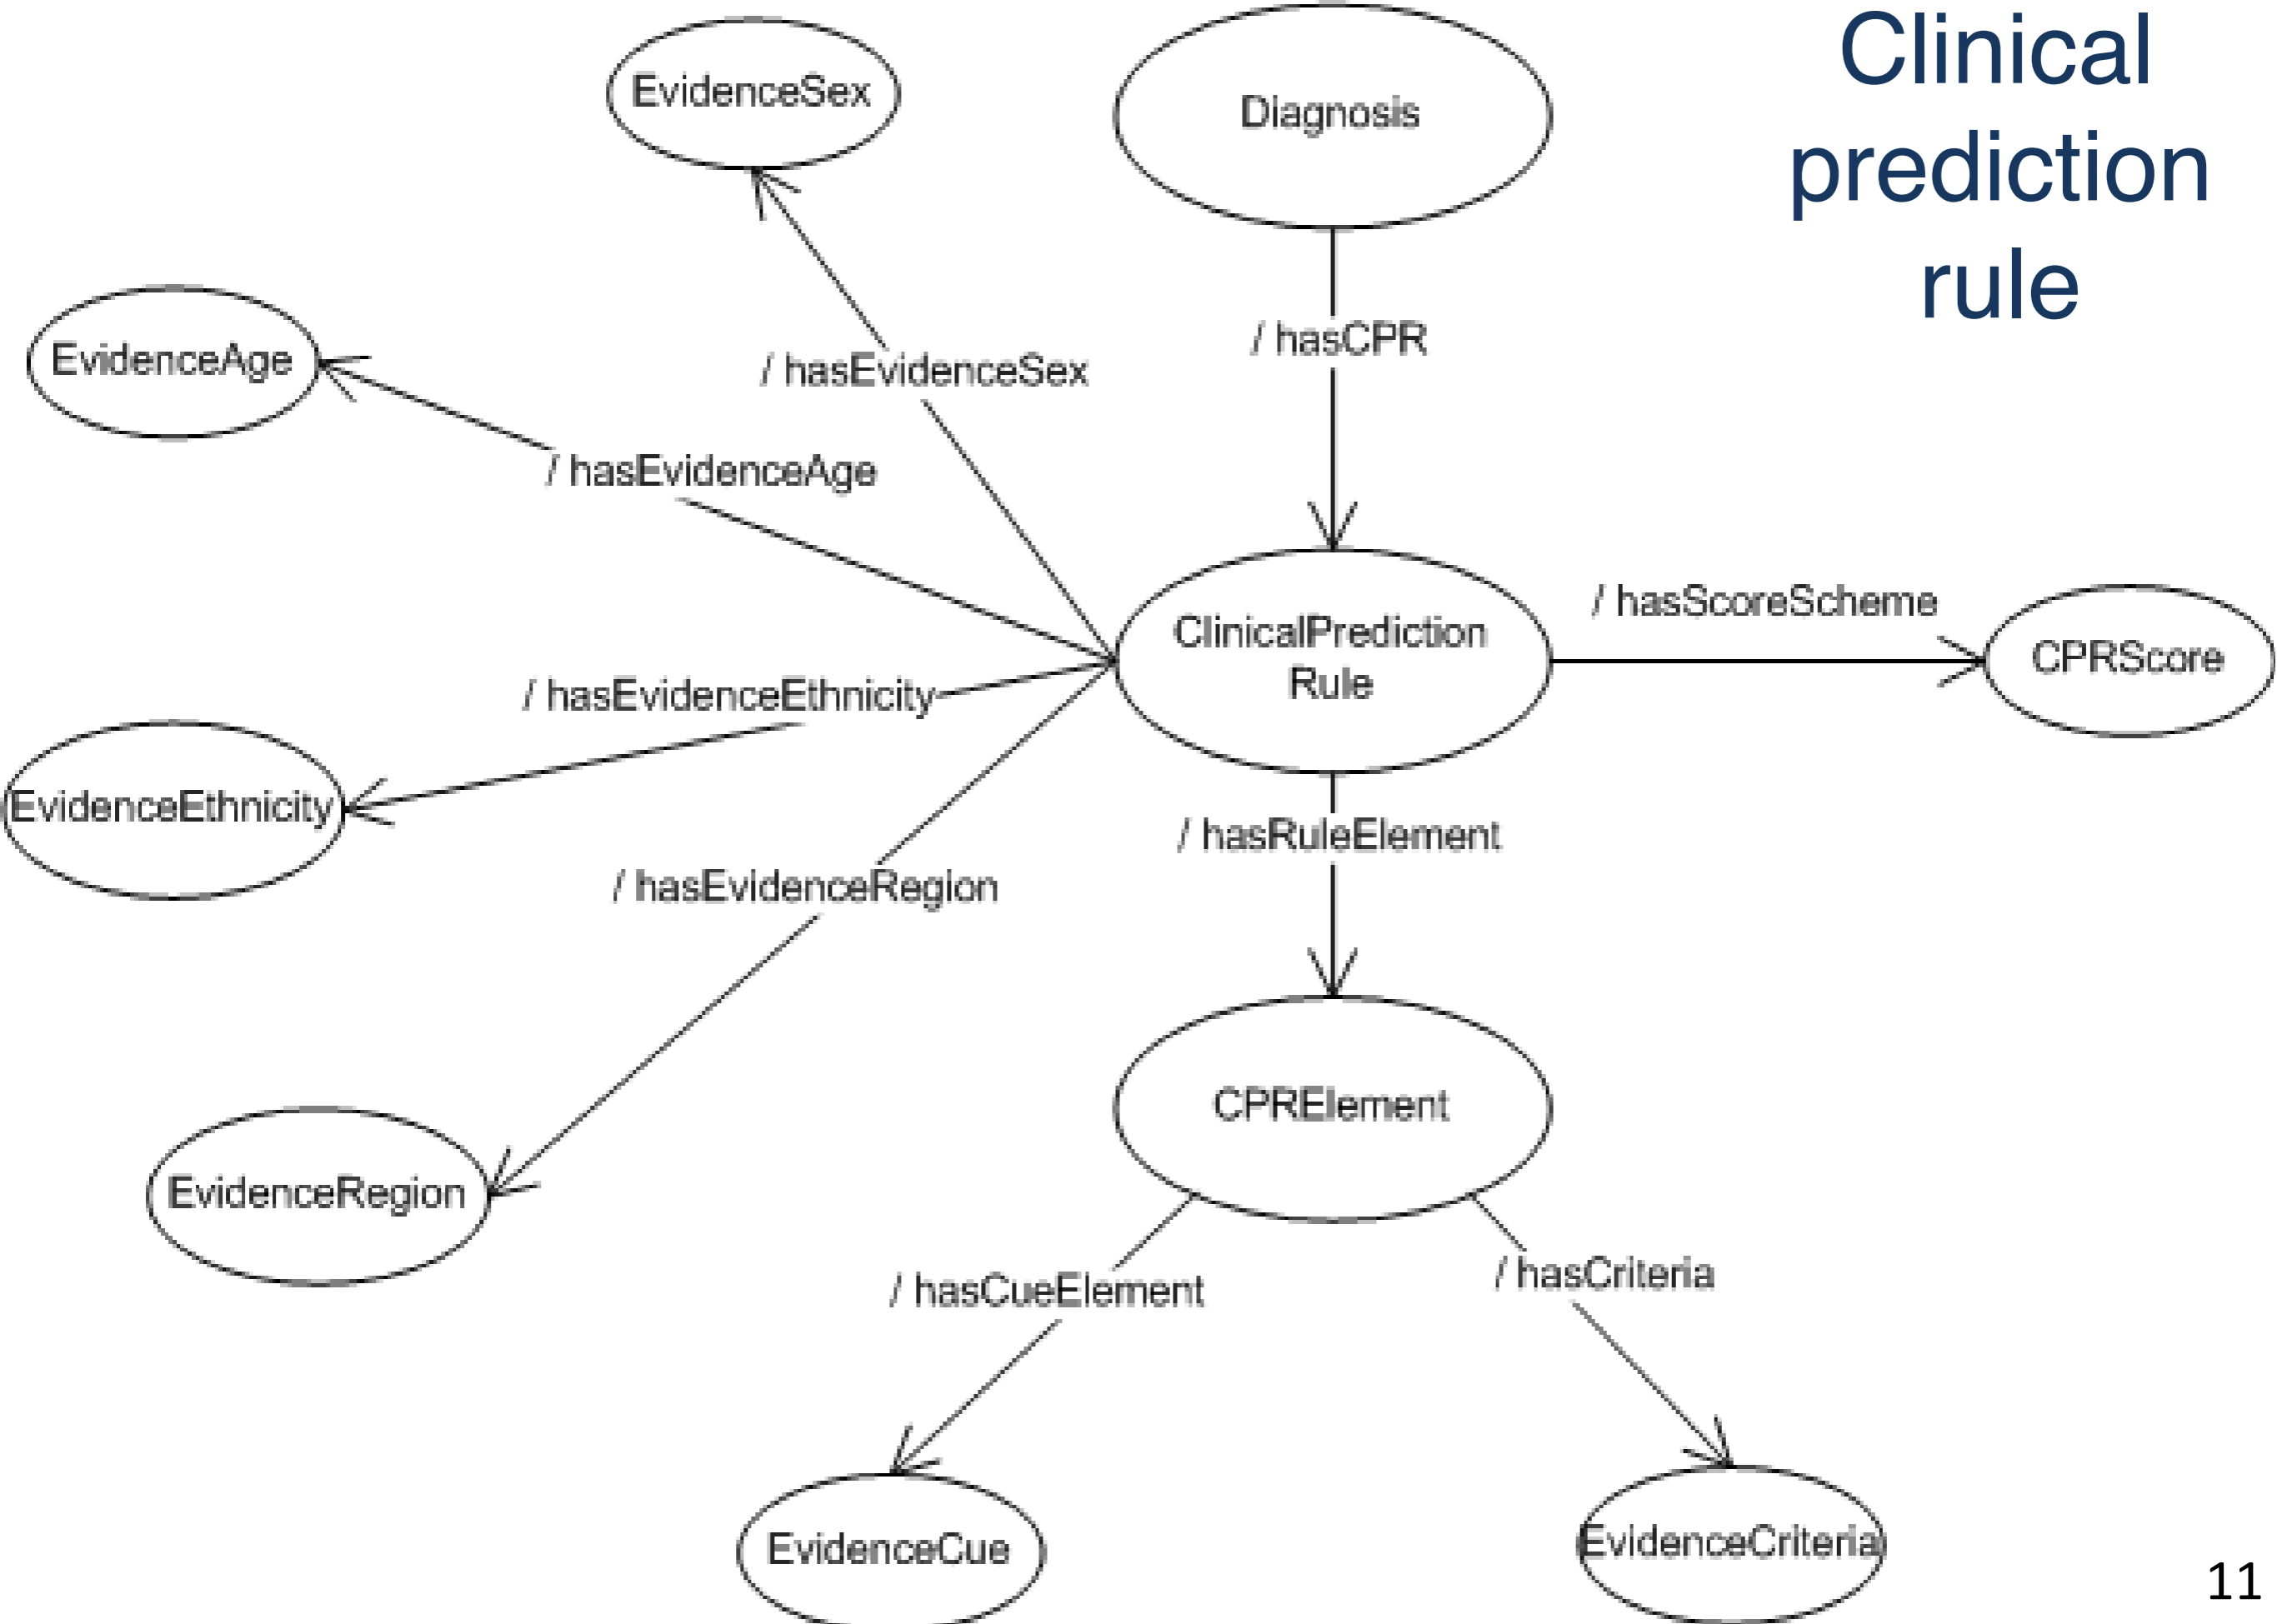 Clinical
prediction
rule
EvidenceSex
Diagnosis
/ hasCPR
EvidenceAge
/ hasEvidenceSex
/ hasEvidenceAge
/ hasScoreScheme
ClinicalPrediction
Rule
CPRScore
/ hasEvidenceEthnicity
EvidenceEthnicity
/ hasRuleElement
/ hasEvidenceRegion
CPRElement
EvidenceRegion
/ hasCueElement
/ hasCriteria
EvidenceCue
EvidenceCriteria
11